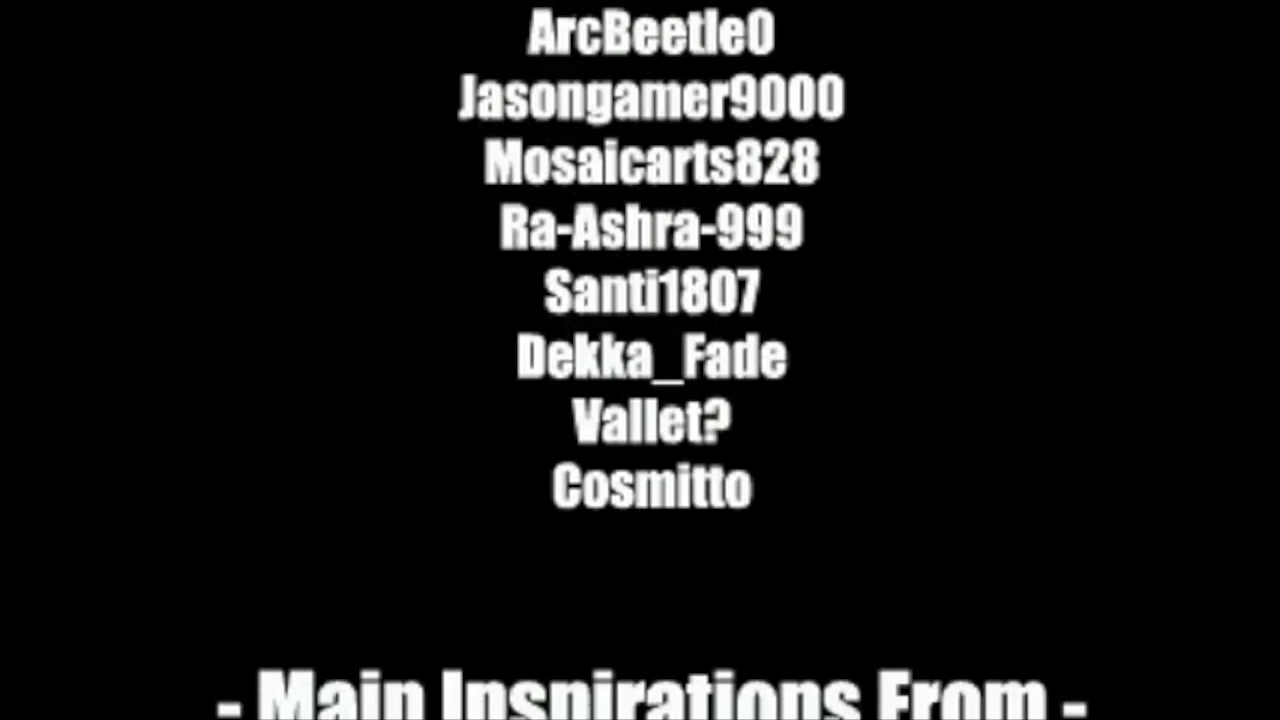 ArcBeetle0
Jasongamer9000
Mosaicarts828
Ra-Ashra-999
Santi1807
Dekka_Fade
Vallet?
Cosmitto
- Main Inspirations From -